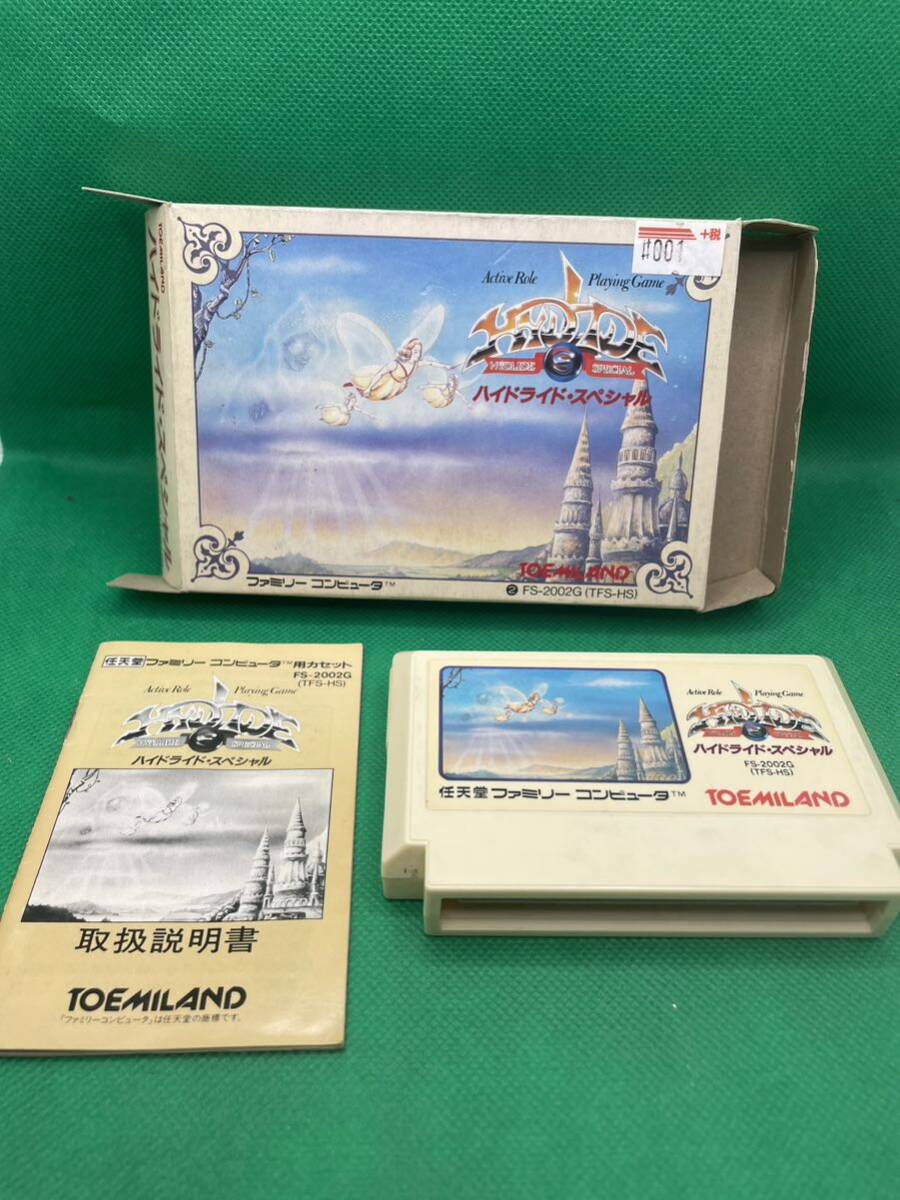 TOEMILAND
ハイドライド・スペシャル
+税
#001
Active Role Playing Game
HYDLIDE
HYDLIDE S SPECIAL
ハイドライド・スペシャル
TOEMILAND
ファミリー コンピュータ™
❷ FS-2002G (TFS-HS)
任天堂 ファミリー コンピュータ™ 用カセット
FS-2002G
(TFS-HS)
Active Role Playing Game
HYDLIDE
ハイドライド・スペシャル
取扱説明書
TOEMILAND
「ファミリーコンピュータ」は任天堂の商標です。
Active Role Playing Game
HYDLIDE
ハイドライド・スペシャル
FS-2002G
(TFS-HS)
任天堂 ファミリー コンピュータ™
TOEMILAND